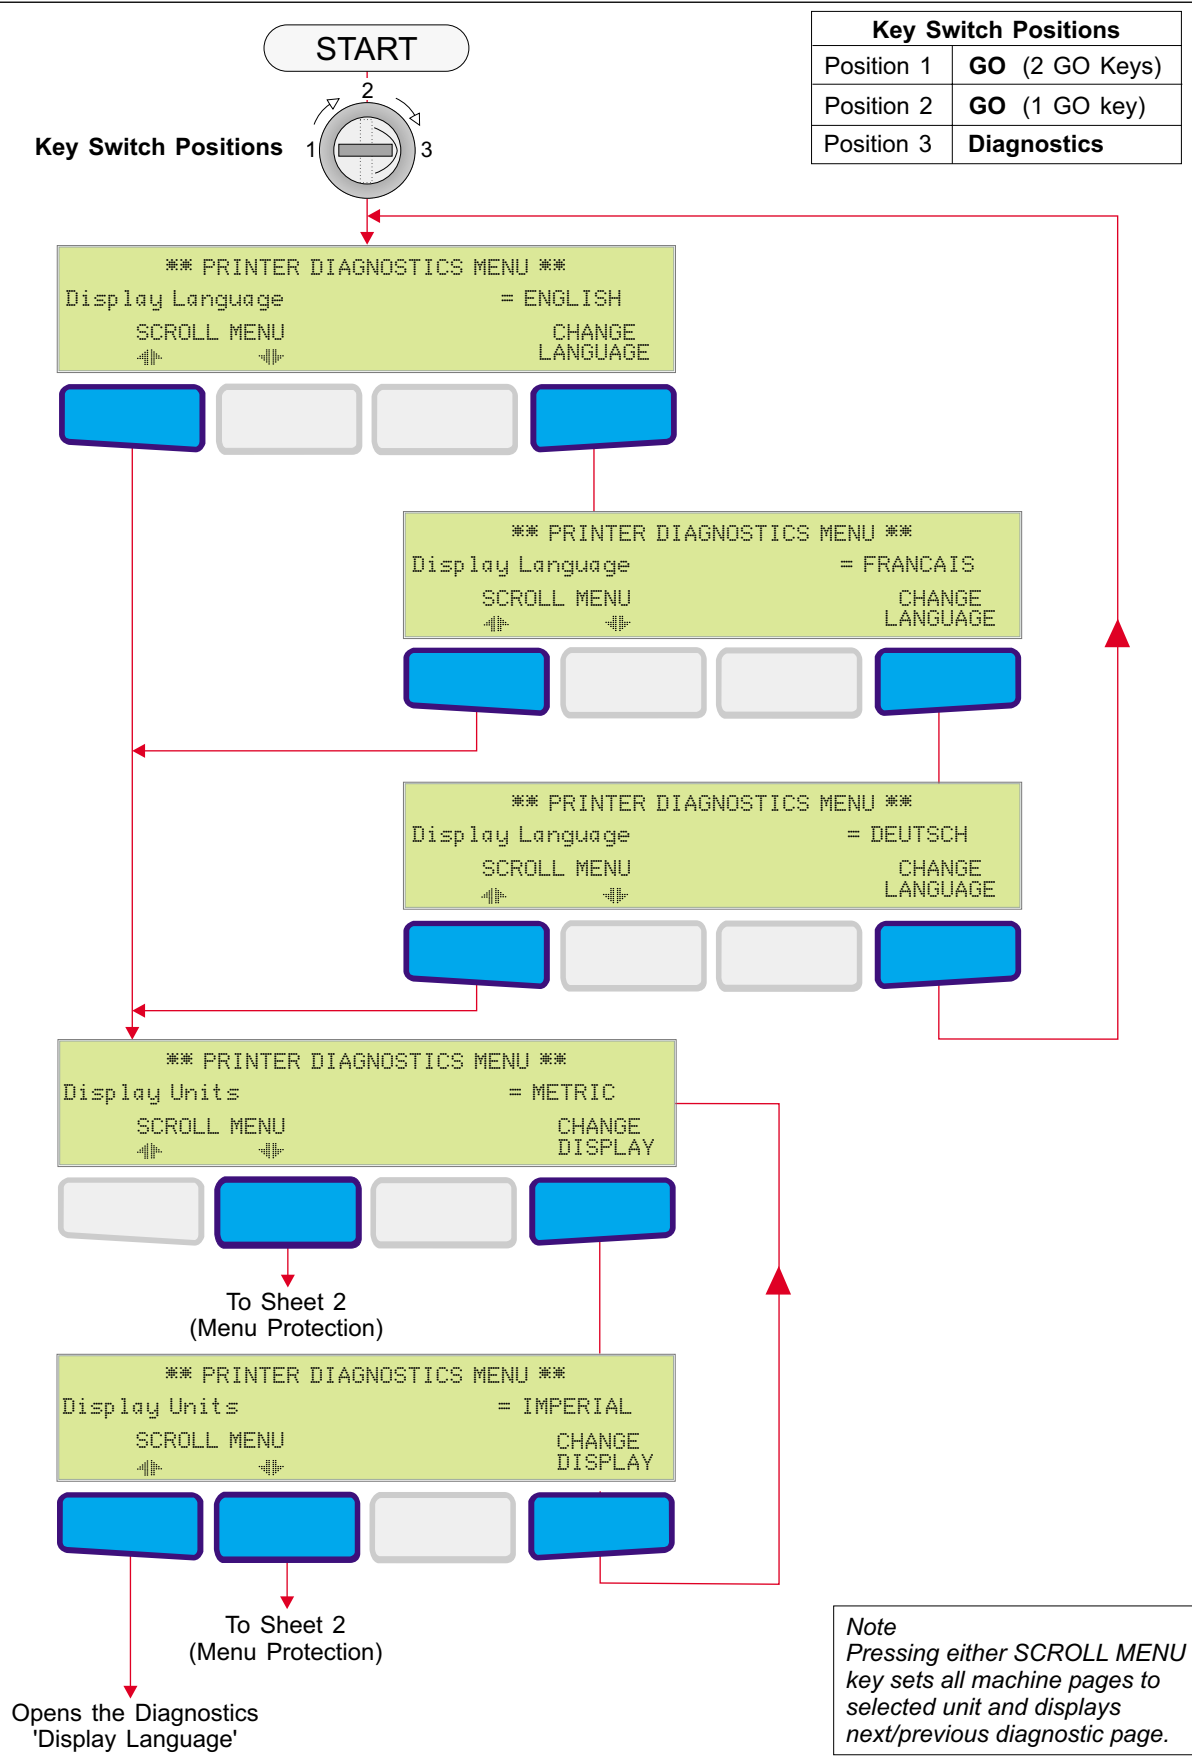 START
Key Switch Positions
Position 1 GO (2 GO Keys)
Position 2 GO (1 GO key)
Position 3 Diagnostics
2
Key Switch Positions 1 3
** PRINTER DIAGNOSTICS MENU **
Display Language = ENGLISH
SCROLL MENU CHANGE
LANGUAGE
** PRINTER DIAGNOSTICS MENU **
Display Language = FRANCAIS
SCROLL MENU CHANGE
LANGUAGE
** PRINTER DIAGNOSTICS MENU **
Display Language = DEUTSCH
SCROLL MENU CHANGE
LANGUAGE
** PRINTER DIAGNOSTICS MENU **
Display Units = METRIC
SCROLL MENU CHANGE
DISPLAY
To Sheet 2
(Menu Protection)
** PRINTER DIAGNOSTICS MENU **
Display Units = IMPERIAL
SCROLL MENU CHANGE
DISPLAY
To Sheet 2
(Menu Protection)
Opens the Diagnostics
'Display Language'
Note
Pressing either SCROLL MENU
key sets all machine pages to
selected unit and displays
next/previous diagnostic page.